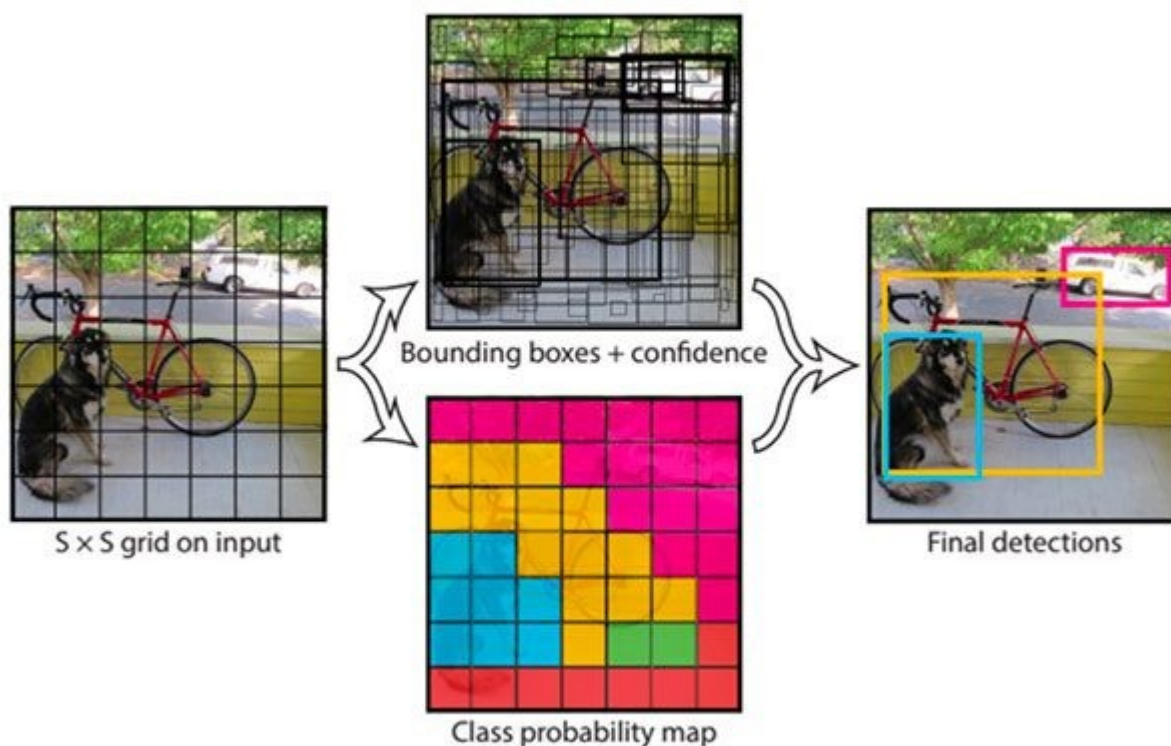 Bounding boxes + confidence
S × S grid on input
Final detections
Class probability map